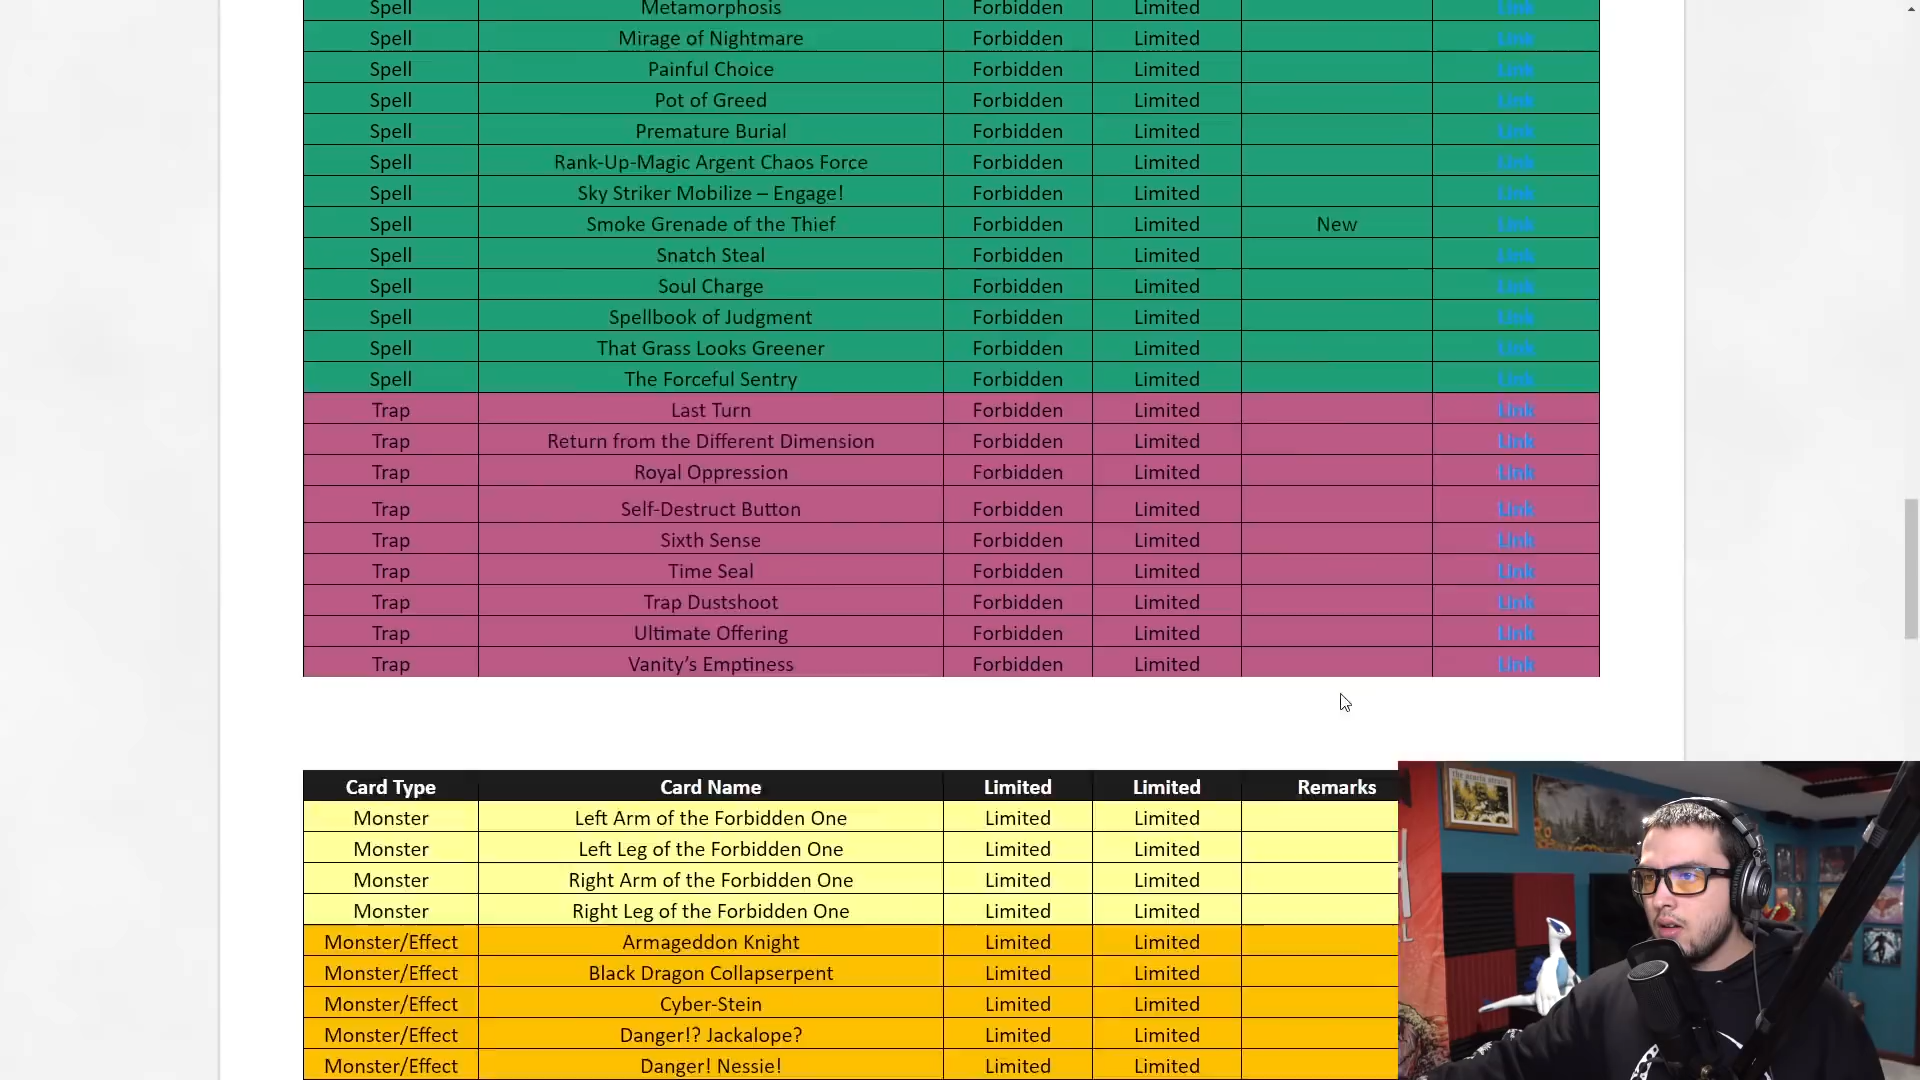 Spell Metamorphosis Forbidden Limited Link
Spell Mirage of Nightmare Forbidden Limited Link
Spell Painful Choice Forbidden Limited Link
Spell Pot of Greed Forbidden Limited Link
Spell Premature Burial Forbidden Limited Link
Spell Rank-Up-Magic Argent Chaos Force Forbidden Limited Link
Spell Sky Striker Mobilize – Engage! Forbidden Limited Link
Spell Smoke Grenade of the Thief Forbidden Limited New Link
Spell Snatch Steal Forbidden Limited Link
Spell Soul Charge Forbidden Limited Link
Spell Spellbook of Judgment Forbidden Limited Link
Spell That Grass Looks Greener Forbidden Limited Link
Spell The Forceful Sentry Forbidden Limited Link
Trap Last Turn Forbidden Limited Link
Trap Return from the Different Dimension Forbidden Limited Link
Trap Royal Oppression Forbidden Limited Link
Trap Self-Destruct Button Forbidden Limited Link
Trap Sixth Sense Forbidden Limited Link
Trap Time Seal Forbidden Limited Link
Trap Trap Dustshoot Forbidden Limited Link
Trap Ultimate Offering Forbidden Limited Link
Trap Vanity’s Emptiness Forbidden Limited Link
Card Type Card Name Limited Limited Remarks
Monster Left Arm of the Forbidden One Limited Limited
Monster Left Leg of the Forbidden One Limited Limited
Monster Right Arm of the Forbidden One Limited Limited
Monster Right Leg of the Forbidden One Limited Limited
Monster/Effect Armageddon Knight Limited Limited
Monster/Effect Black Dragon Collapserpent Limited Limited
Monster/Effect Cyber-Stein Limited Limited
Monster/Effect Danger!? Jackalope? Limited Limited
Monster/Effect Danger! Nessie! Limited Limited